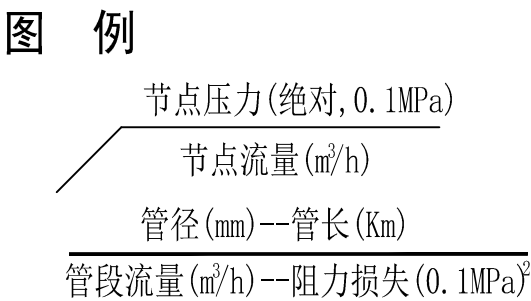 图 例
节点压力(绝对,0.1MPa)
节点流量(m³/h)
管径(mm)--管长(Km)
管段流量(m³/h)--阻力损失(0.1MPa)²